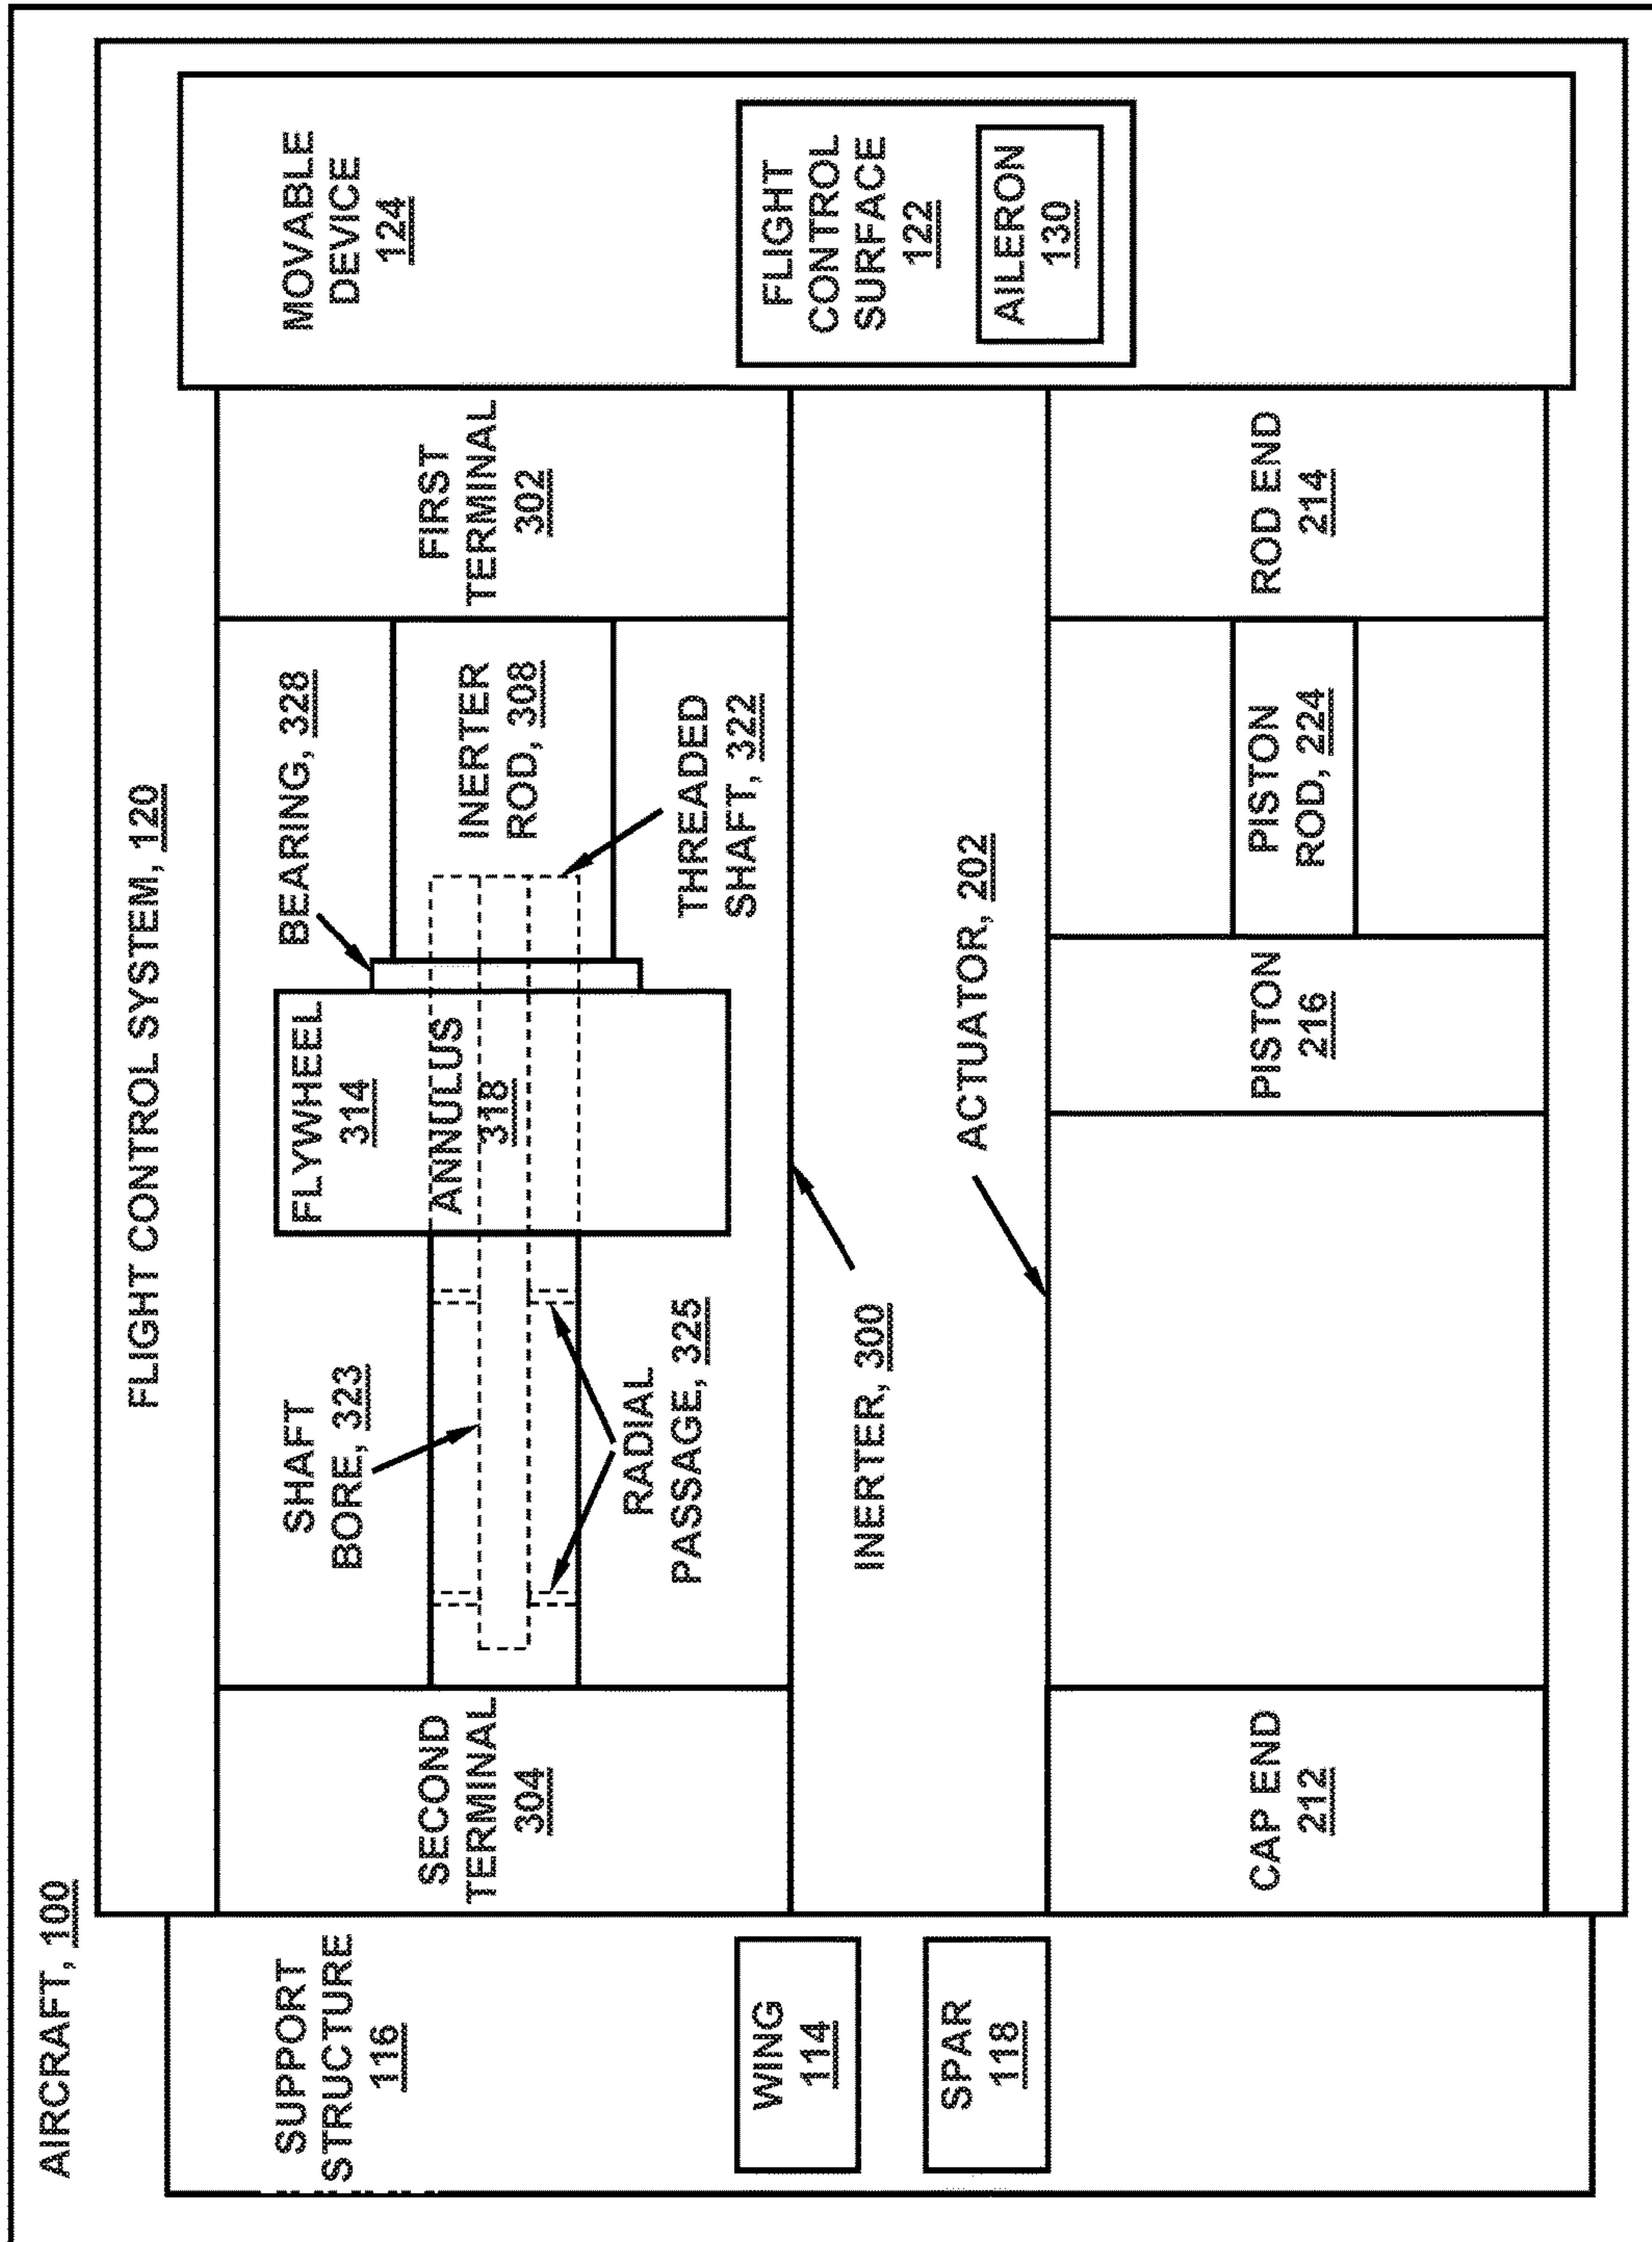 AIRCRAFT, 100
FLIGHT CONTROL SYSTEM, 120
SUPPORT
STRUCTURE
116
WING
114
SPAR
118
SECOND
TERMINAL
304
SHAFT
BORE, 323
RADIAL
PASSAGE, 325
FLYWHEEL
314
ANNULUS
318
BEARING, 328
INERTER
ROD, 308
THREADED
SHAFT, 322
FIRST
TERMINAL
302
MOVABLE
DEVICE
124
FLIGHT
CONTROL
SURFACE
122
AILERON
130
INERTER, 300
ACTUATOR, 202
CAP END
212
PISTON
216
PISTON
ROD, 224
ROD END
214